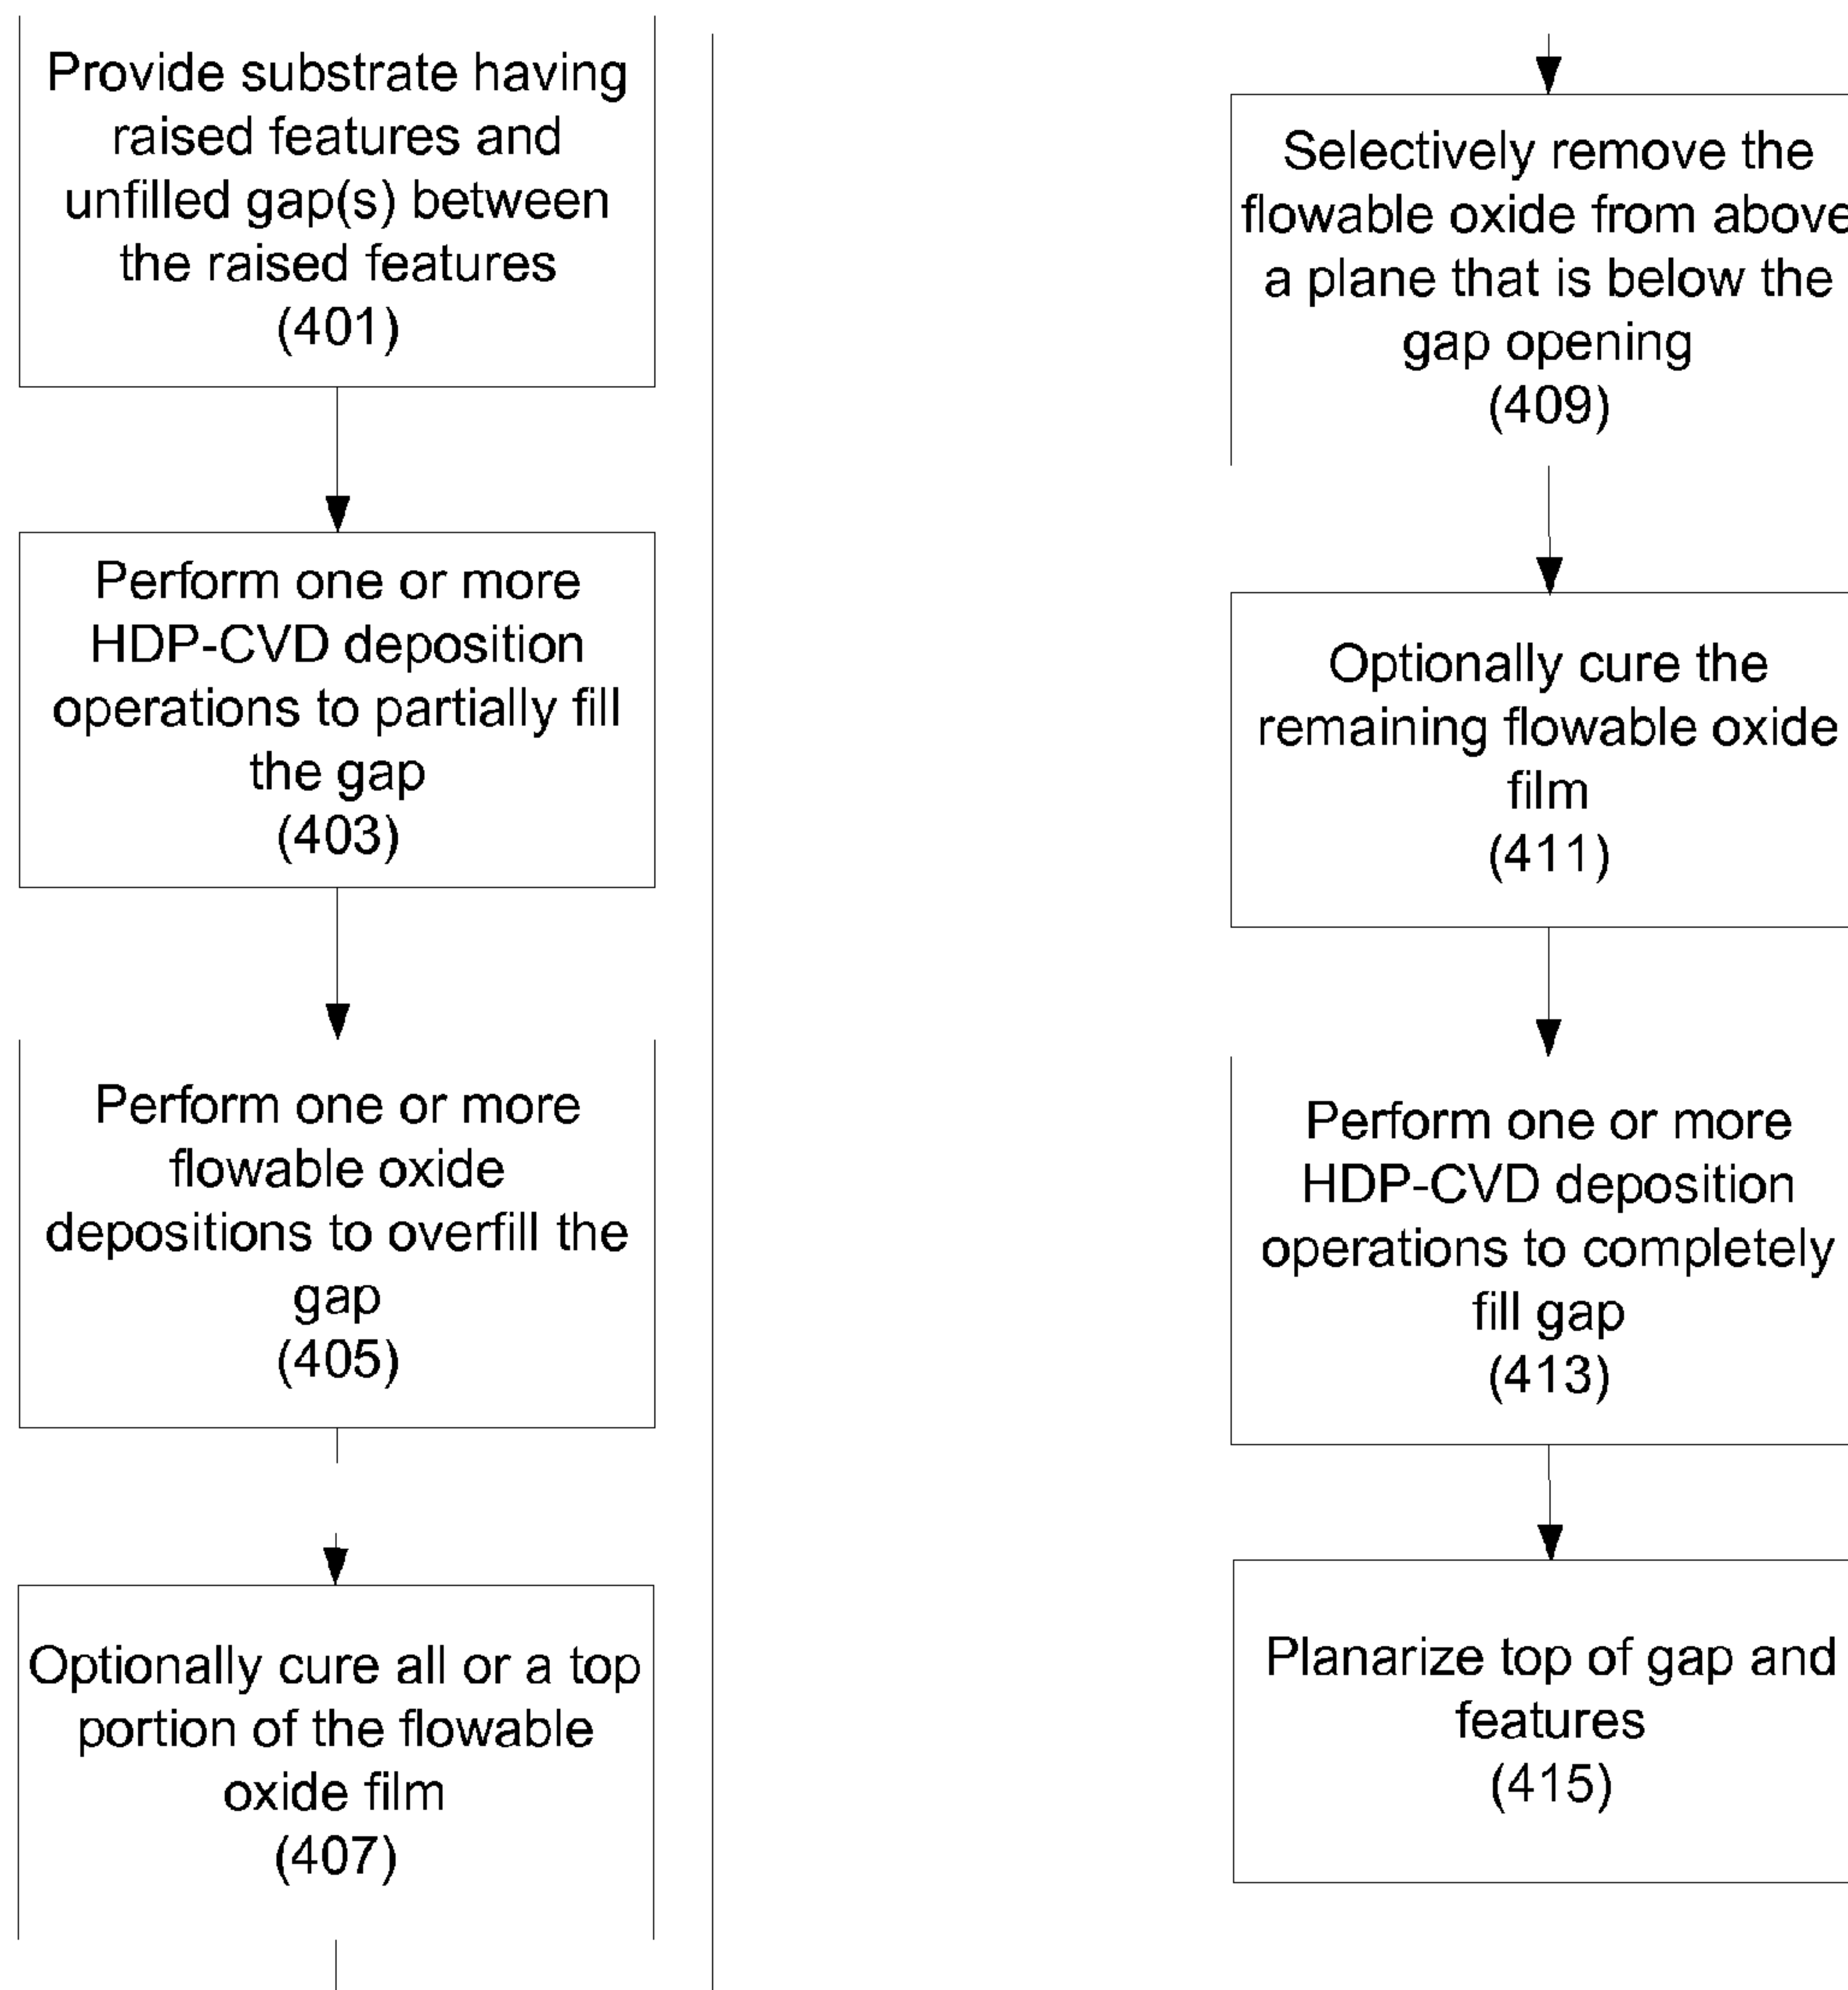 Provide substrate having
raised features and
unfilled gap(s) between
the raised features
(401)
Perform one or more
HDP-CVD deposition
operations to partially fill
the gap
(403)
Perform one or more
flowable oxide
depositions to overfill the
gap
(405)
Optionally cure all or a top
portion of the flowable
oxide film
(407)
Selectively remove the
flowable oxide from above
a plane that is below the
gap opening
(409)
Optionally cure the
remaining flowable oxide
film
(411)
Perform one or more
HDP-CVD deposition
operations to completely
fill gap
(413)
Planarize top of gap and
features
(415)